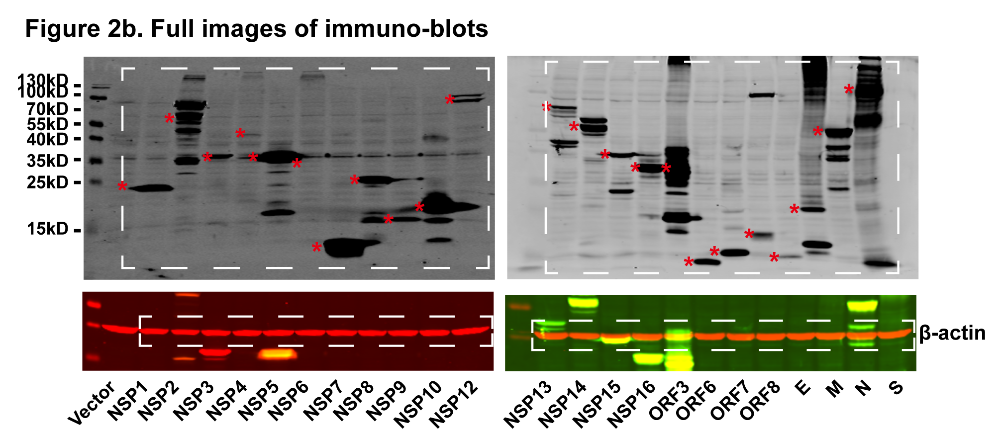 Figure 2b. Full images of immuno-blots
130kD
100kD
70kD
55kD
40kD
35kD
25kD
15kD
β-actin
Vector
NSP1
NSP2
NSP3
NSP4
NSP5
NSP6
NSP7
NSP8
NSP9
NSP10
NSP12
NSP13
NSP14
NSP15
NSP16
ORF3
ORF6
ORF7
ORF8
E
M
N
S